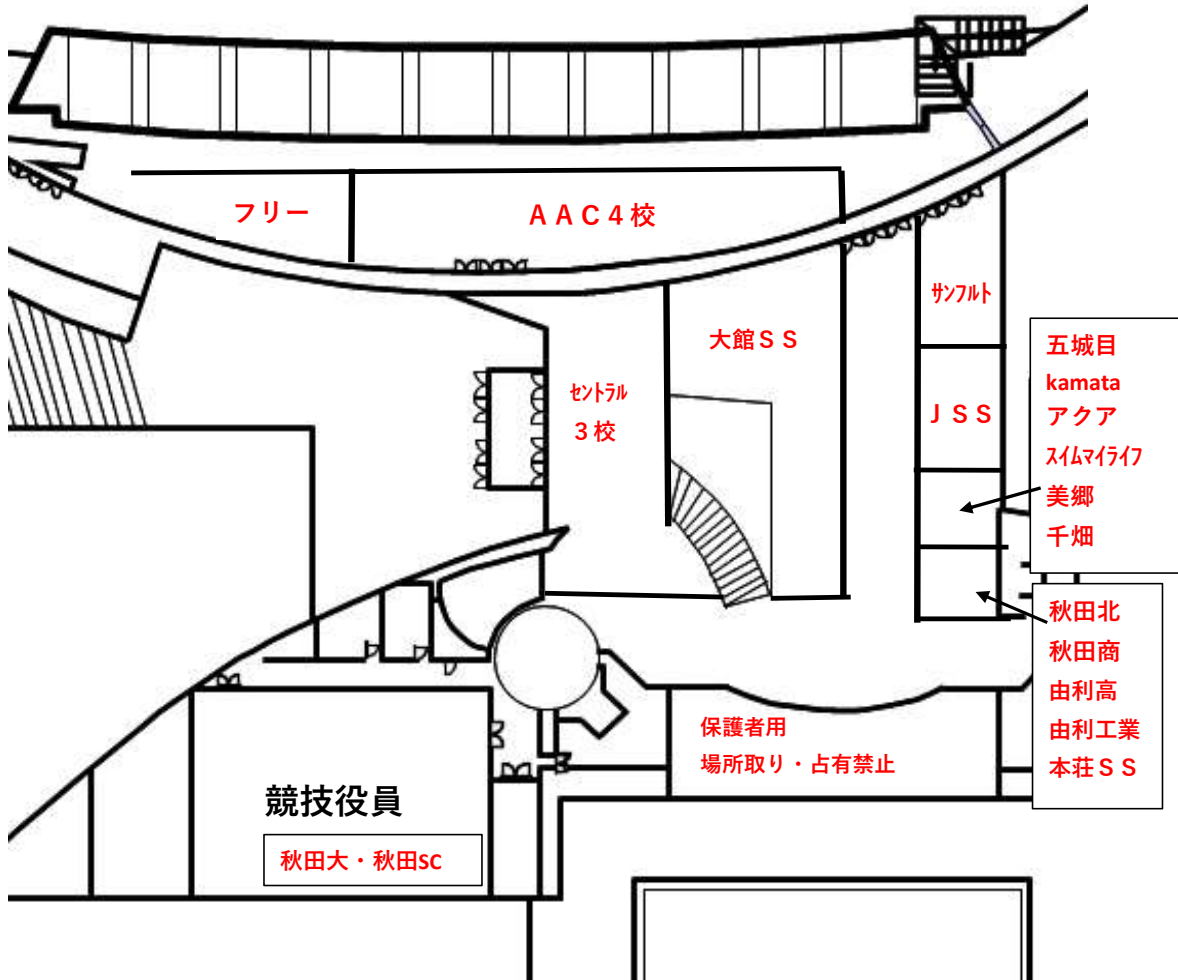 フリー
ＡＡＣ４校
ｻﾝﾌﾙﾄ
大館ＳＳ
ｾﾝﾄﾗﾙ
３校
ＪＳＳ
五城目
kamata
アクア
ｽｲﾑﾏｲﾗｲﾌ
美郷
千畑
秋田北
秋田商
由利高
由利工業
本荘ＳＳ
保護者用
場所取り・占有禁止
競技役員
秋田大・秋田SC